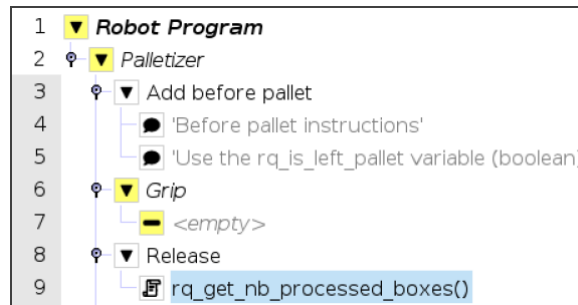 1 Robot Program
2 Palletizer
3 Add before pallet
4 'Before pallet instructions'
5 'Use the rq_is_left_pallet variable (boolean)
6 Grip
7 <empty>
8 Release
9 rq_get_nb_processed_boxes()